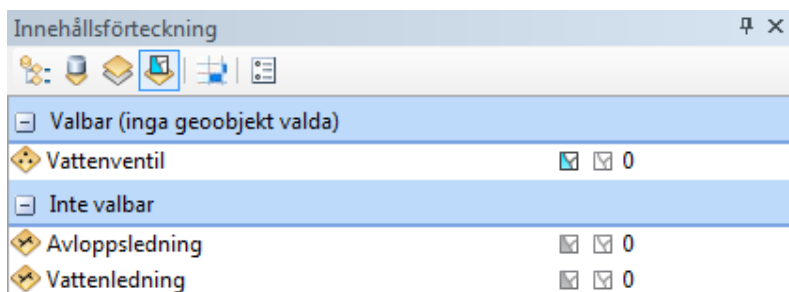 Innehållsförteckning
Valbar (inga geoobjekt valda)
Vattenventil 0
Inte valbar
Avloppsledning 0
Vattenledning 0